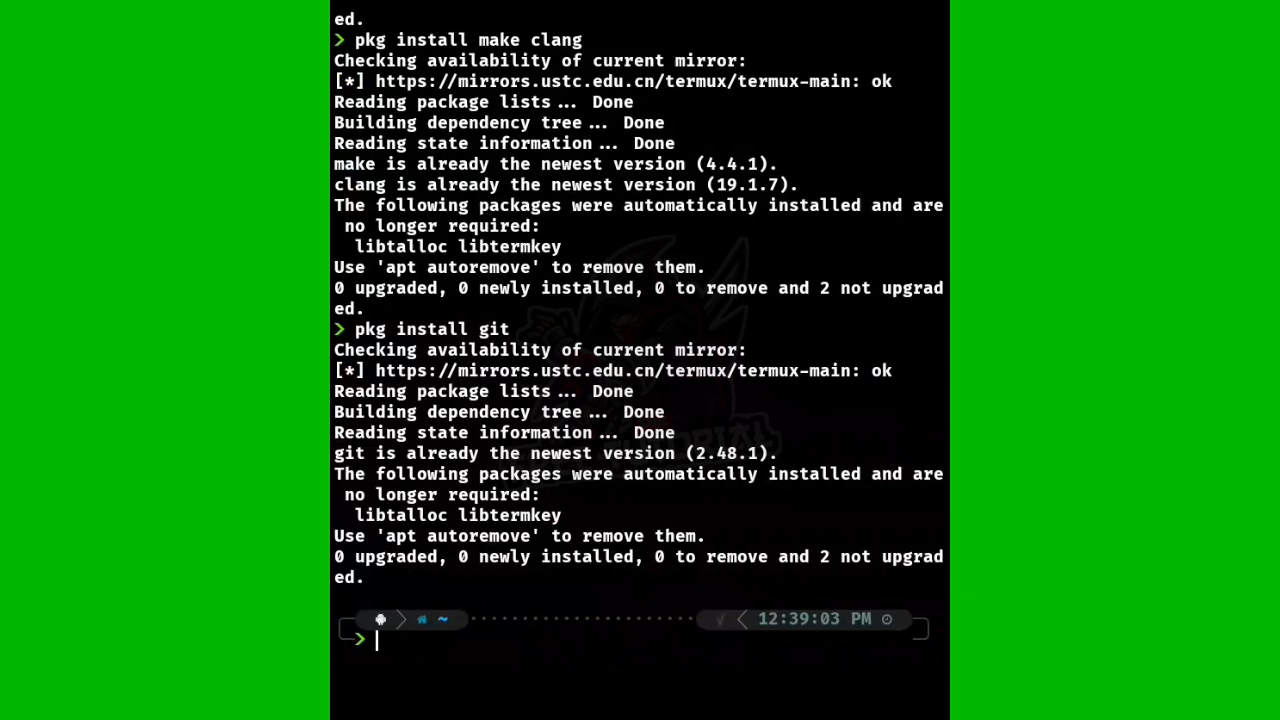 ed.
❯ pkg install make clang
Checking availability of current mirror:
[*] https://mirrors.ustc.edu.cn/termux/termux-main: ok
Reading package lists... Done
Building dependency tree... Done
Reading state information... Done
make is already the newest version (4.4.1).
clang is already the newest version (19.1.7).
The following packages were automatically installed and are
 no longer required:
  libtalloc libtermkey
Use 'apt autoremove' to remove them.
0 upgraded, 0 newly installed, 0 to remove and 2 not upgrad
ed.
❯ pkg install git
Checking availability of current mirror:
[*] https://mirrors.ustc.edu.cn/termux/termux-main: ok
Reading package lists... Done
Building dependency tree... Done
Reading state information... Done
git is already the newest version (2.48.1).
The following packages were automatically installed and are
 no longer required:
  libtalloc libtermkey
Use 'apt autoremove' to remove them.
0 upgraded, 0 newly installed, 0 to remove and 2 not upgrad
ed.
~ 12:39:03 PM
❯